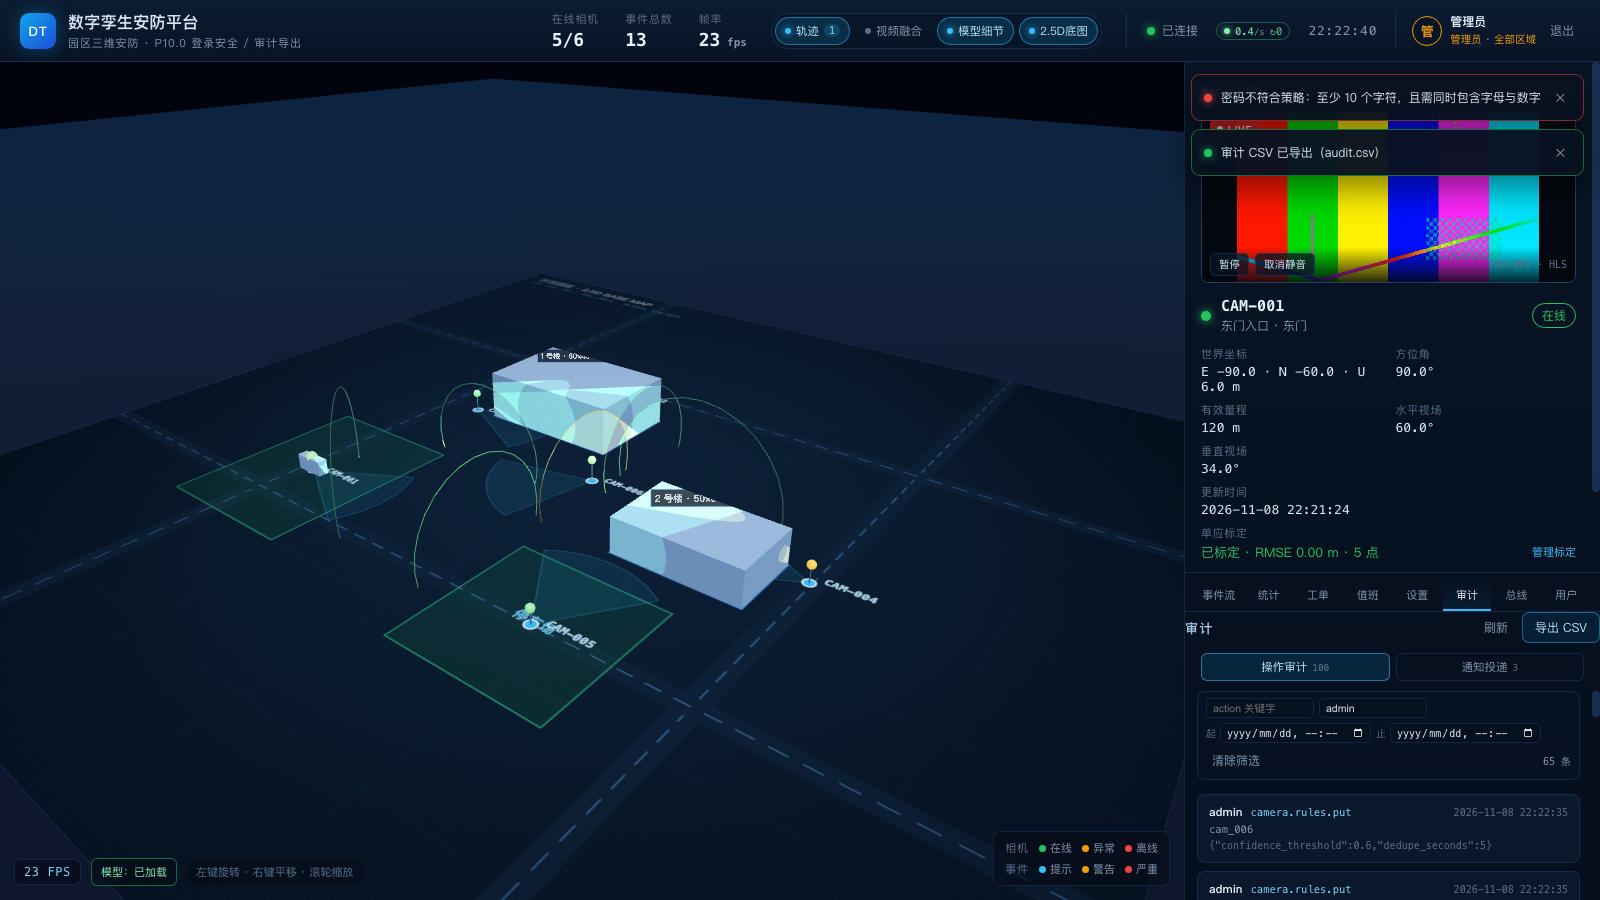 DT
数字孪生安防平台
园区三维安防 · P10.0 登录安全 / 审计导出
在线相机
5/6
事件总数
13
帧率
23 fps
轨迹 1
视频融合
模型细节
2.5D底图
已连接
0.4/s ↻0
22:22:40
管
管理员
管理员 · 全部区域
退出
密码不符合策略：至少 10 个字符，且需同时包含字母与数字
审计 CSV 已导出（audit.csv）
暂停
取消静音
HLS
CAM-001
东门入口 · 东门
在线
世界坐标
E -90.0 · N -60.0 · U 6.0 m
方位角
90.0°
有效量程
120 m
水平视场
60.0°
垂直视场
34.0°
更新时间
2026-11-08 22:21:24
单应标定
已标定 · RMSE 0.00 m · 5 点
管理标定
事件流
统计
工单
值班
设置
审计
总线
用户
审计
刷新
导出 CSV
操作审计 100
通知投递 3
action 关键字
admin
起 yyyy/mm/dd, --:--
止 yyyy/mm/dd, --:--
清除筛选
65 条
admin camera.rules.put 2026-11-08 22:22:35
cam_006
{"confidence_threshold":0.6,"dedupe_seconds":5}
admin camera.rules.put 2026-11-08 22:22:35
1 号楼
CAM-001
2 号楼
CAM-004
CAM-005
23 FPS
模型: 已加载
左键旋转 · 右键平移 · 滚轮缩放
相机 在线 异常 离线
事件 提示 警告 严重